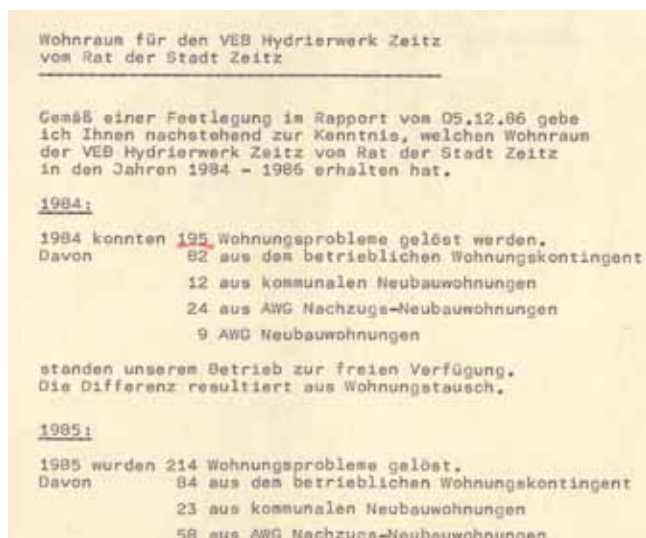 Wohnraum für den VEB Hydrierwerk Zeitz
vom Rat der Stadt Zeitz
Gemäß einer Festlegung im Rapport vom 05.12.86 gebe
ich Ihnen nachstehend zur Kenntnis, welchen Wohnraum
der VEB Hydrierwerk Zeitz vom Rat der Stadt Zeitz
in den Jahren 1984 - 1986 erhalten hat.
1984:
1984 konnten 195 Wohnungsprobleme gelöst werden.
Davon 82 aus dem betrieblichen Wohnungskontingent
12 aus kommunalen Neubauwohnungen
24 aus AWG Nachzugs-Neubauwohnungen
9 AWG Neubauwohnungen
standen unserem Betrieb zur freien Verfügung.
Die Differenz resultiert aus Wohnungstausch.
1985:
1985 wurden 214 Wohnungsprobleme gelöst.
Davon 84 aus dem betrieblichen Wohnungskontingent
23 aus kommunalen Neubauwohnungen
58 aus AWG Nachzugs-Neubauwohnungen